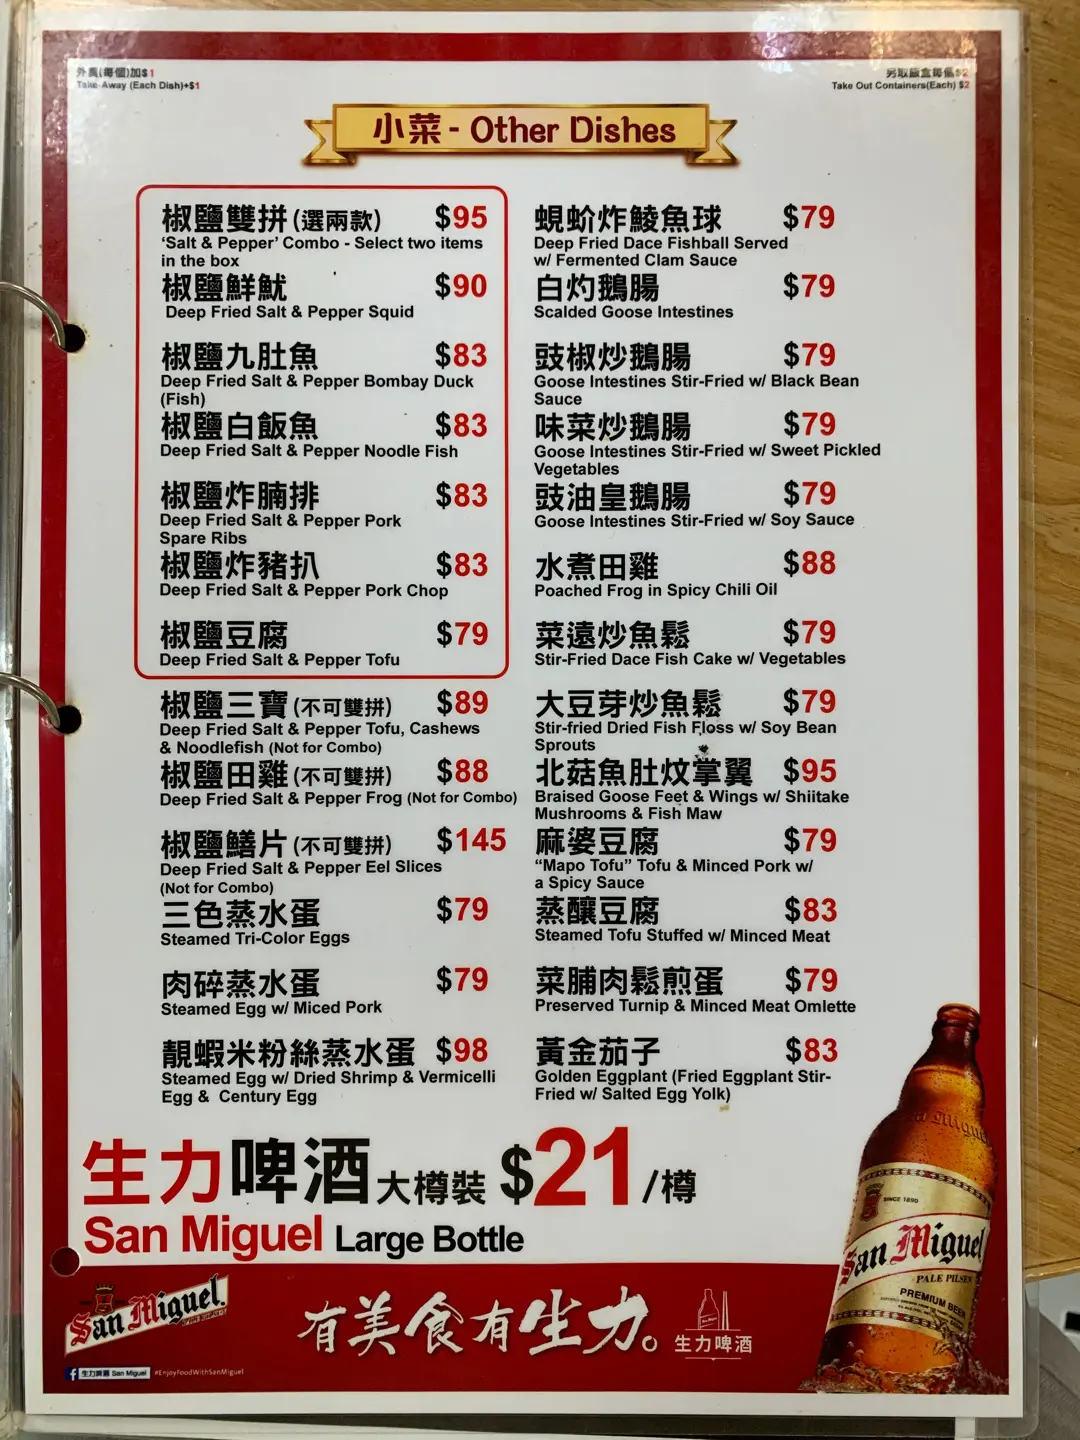 外賣(每個)加$1
Take-Away (Each Dish)+$1
另取飯盒每個$2
Take Out Containers(Each) $2
小菜 - Other Dishes
椒鹽雙拼(選兩款) $95
‘Salt & Pepper’ Combo - Select two items
in the box
椒鹽鮮魷 $90
Deep Fried Salt & Pepper Squid
椒鹽九肚魚 $83
Deep Fried Salt & Pepper Bombay Duck
(Fish)
椒鹽白飯魚 $83
Deep Fried Salt & Pepper Noodle Fish
椒鹽炸腩排 $83
Deep Fried Salt & Pepper Pork
Spare Ribs
椒鹽炸豬扒 $83
Deep Fried Salt & Pepper Pork Chop
椒鹽豆腐 $79
Deep Fried Salt & Pepper Tofu
椒鹽三寶(不可雙拼) $89
Deep Fried Salt & Pepper Tofu, Cashews
& Noodlefish (Not for Combo)
椒鹽田雞(不可雙拼) $88
Deep Fried Salt & Pepper Frog (Not for Combo)
椒鹽鱔片(不可雙拼) $145
Deep Fried Salt & Pepper Eel Slices
(Not for Combo)
三色蒸水蛋 $79
Steamed Tri-Color Eggs
肉碎蒸水蛋 $79
Steamed Egg w/ Miced Pork
靚蝦米粉絲蒸水蛋 $98
Steamed Egg w/ Dried Shrimp & Vermicelli
Egg & Century Egg
蜆蚧炸鯪魚球 $79
Deep Fried Dace Fishball Served
w/ Fermented Clam Sauce
白灼鵝腸 $79
Scalded Goose Intestines
豉椒炒鵝腸 $79
Goose Intestines Stir-Fried w/ Black Bean
Sauce
味菜炒鵝腸 $79
Goose Intestines Stir-Fried w/ Sweet Pickled
Vegetables
豉油皇鵝腸 $79
Goose Intestines Stir-Fried w/ Soy Sauce
水煮田雞 $88
Poached Frog in Spicy Chili Oil
菜遠炒魚鬆 $79
Stir-Fried Dace Fish Cake w/ Vegetables
大豆芽炒魚鬆 $79
Stir-fried Dried Fish Floss w/ Soy Bean
Sprouts
北菇魚肚炆掌翼 $95
Braised Goose Feet & Wings w/ Shiitake
Mushrooms & Fish Maw
麻婆豆腐 $79
“Mapo Tofu” Tofu & Minced Pork w/
a Spicy Sauce
蒸釀豆腐 $83
Steamed Tofu Stuffed w/ Minced Meat
菜脯肉鬆煎蛋 $79
Preserved Turnip & Minced Meat Omlette
黃金茄子 $83
Golden Eggplant (Fried Eggplant Stir-
Fried w/ Salted Egg Yolk)
生力啤酒大樽裝 $21/樽
San Miguel Large Bottle
San Miguel
SINCE 1890
San Miguel
PALE PILSEN
PREMIUM BEER
San Miguel
有美食有生力。
生力啤酒
f 生力啤酒 San Miguel #EnjoyFoodWithSanMiguel